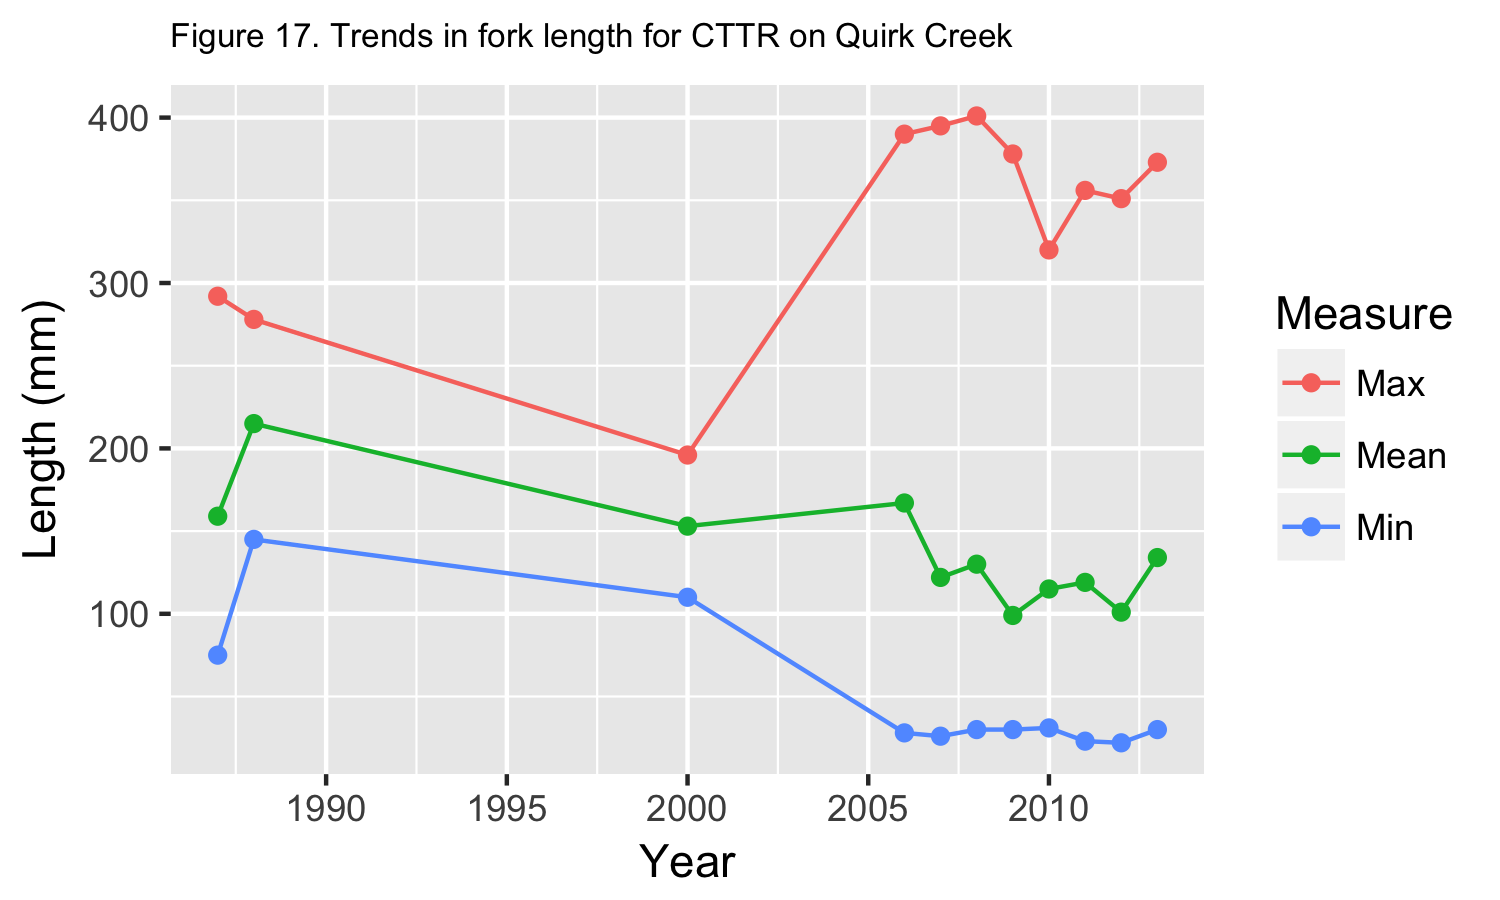 Figure 17. Trends in fork length for CTTR on Quirk Creek
400
300
200
100
Length (mm)
1990 1995 2000 2005 2010
Year
Measure
Max
Mean
Min